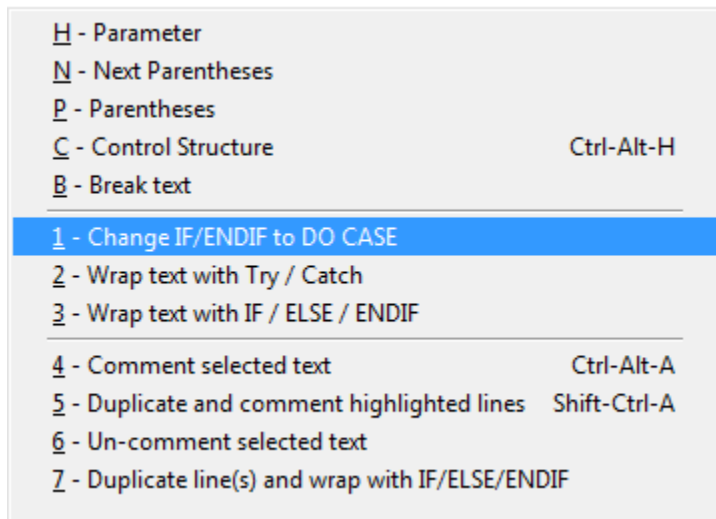 H - Parameter
N - Next Parentheses
P - Parentheses
C - Control Structure Ctrl-Alt-H
B - Break text
1 - Change IF/ENDIF to DO CASE
2 - Wrap text with Try / Catch
3 - Wrap text with IF / ELSE / ENDIF
4 - Comment selected text Ctrl-Alt-A
5 - Duplicate and comment highlighted lines Shift-Ctrl-A
6 - Un-comment selected text
7 - Duplicate line(s) and wrap with IF/ELSE/ENDIF